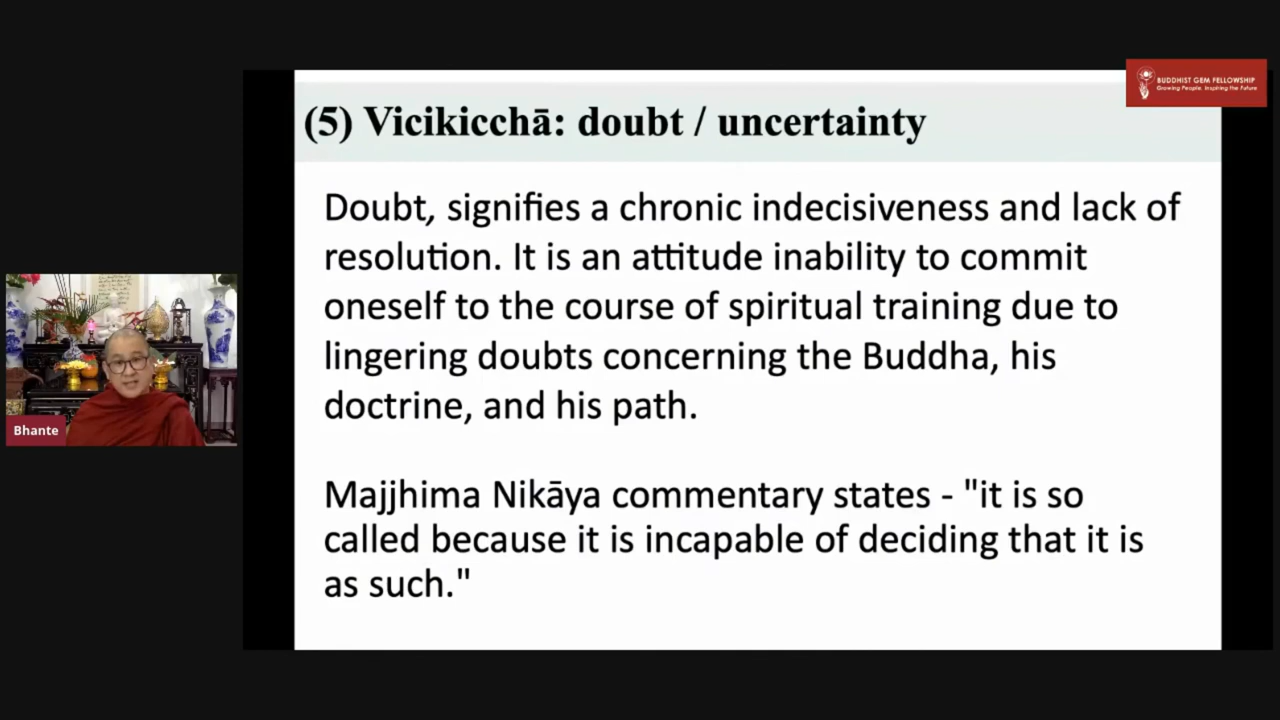 BUDDHIST GEM FELLOWSHIP
Growing People. Inspiring the Future
(5) Vicikicchā: doubt / uncertainty
Doubt, signifies a chronic indecisiveness and lack of
resolution. It is an attitude inability to commit
oneself to the course of spiritual training due to
lingering doubts concerning the Buddha, his
doctrine, and his path.
Majjhima Nikāya commentary states - "it is so
called because it is incapable of deciding that it is
as such."
Bhante